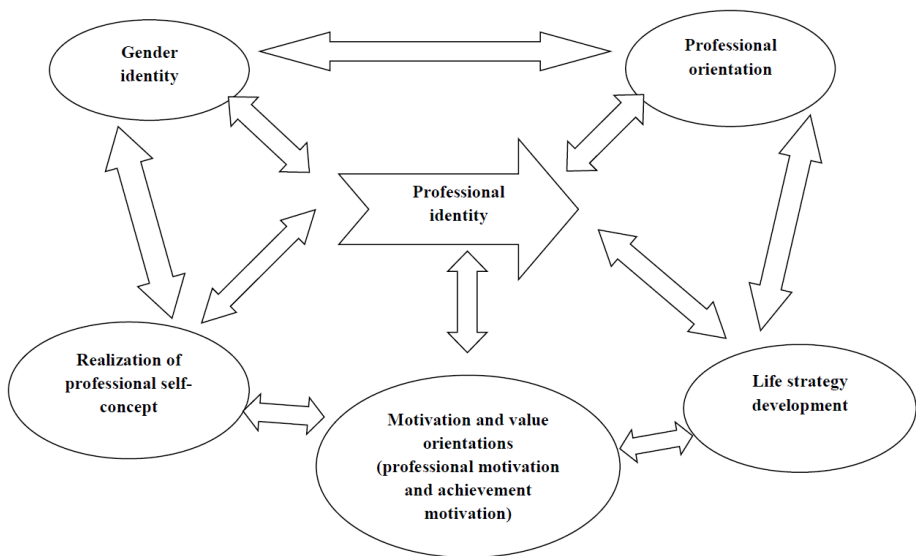 Gender
identity
Professional
orientation
Professional
identity
Realization of
professional self-
concept
Motivation and value
orientations
(professional motivation
and achievement
motivation)
Life strategy
development